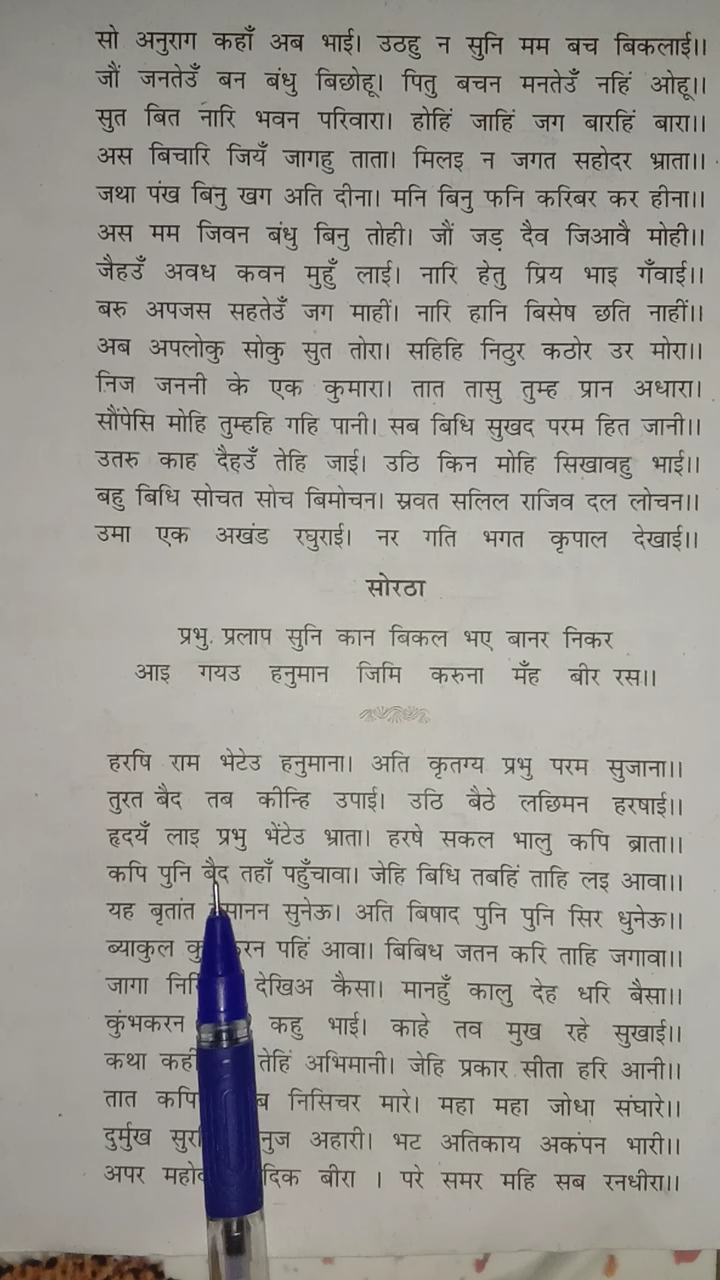 सो अनुराग कहाँ अब भाई। उठहु न सुनि मम बच बिकलाई।।
जौं जनतेउँ बन बंधु बिछोहू। पितु बचन मनतेउँ नहिं ओहू।।
सुत बित नारि भवन परिवारा। होहिं जाहिं जग बारहिं बारा।।
अस बिचारि जियँ जागहु ताता। मिलइ न जगत सहोदर भ्राता।।
जथा पंख बिनु खग अति दीना। मनि बिनु फनि करिबर कर हीना।।
अस मम जिवन बंधु बिनु तोही। जौं जड़ दैव जिआवै मोही।।
जैहउँ अवध कवन मुहुँ लाई। नारि हेतु प्रिय भाइ गँवाई।।
बरु अपजस सहतेउँ जग माहीं। नारि हानि बिसेष छति नाहीं।।
अब अपलोकु सोकु सुत तोरा। सहिहि निठुर कठोर उर मोरा।।
निज जननी के एक कुमारा। तात तासु तुम्ह प्रान अधारा।
सौंपेसि मोहि तुम्हहि गहि पानी। सब बिधि सुखद परम हित जानी।।
उतरु काह दैहउँ तेहि जाई। उठि किन मोहि सिखावहु भाई।।
बहु बिधि सोचत सोच बिमोचन। स्रवत सलिल राजिव दल लोचन।।
उमा एक अखंड रघुराई। नर गति भगत कृपाल देखाई।।
सोरठा
प्रभु प्रलाप सुनि कान बिकल भए बानर निकर
आइ गयउ हनुमान जिमि करुना मँह बीर रस।।
हरषि राम भेटेउ हनुमाना। अति कृतग्य प्रभु परम सुजाना।।
तुरत बैद तब कीन्हि उपाई। उठि बैठे लछिमन हरषाई।।
हृदयँ लाइ प्रभु भेंटेउ भ्राता। हरषे सकल भालु कपि ब्राता।।
कपि पुनि बैद तहाँ पहुँचावा। जेहि बिधि तबहिं ताहि लइ आवा।।
यह बृतांत सानन सुनेऊ। अति बिषाद पुनि पुनि सिर धुनेऊ।।
ब्याकुल पहिं आवा। बिबिध जतन करि ताहि जगावा।।
जागा देखिअ कैसा। मानहुँ कालु देह धरि बैसा।।
कुंभकरन कहु भाई। काहे तव मुख रहे सुखाई।।
कथा कही तेहिं अभिमानी। जेहि प्रकार सीता हरि आनी।।
तात कपि निसिचर मारे। महा महा जोधा संघारे।।
दुर्मुख अहारी। भट अतिकाय अकंपन भारी।।
अपर बीरा । परे समर महि सब रनधीरा।।